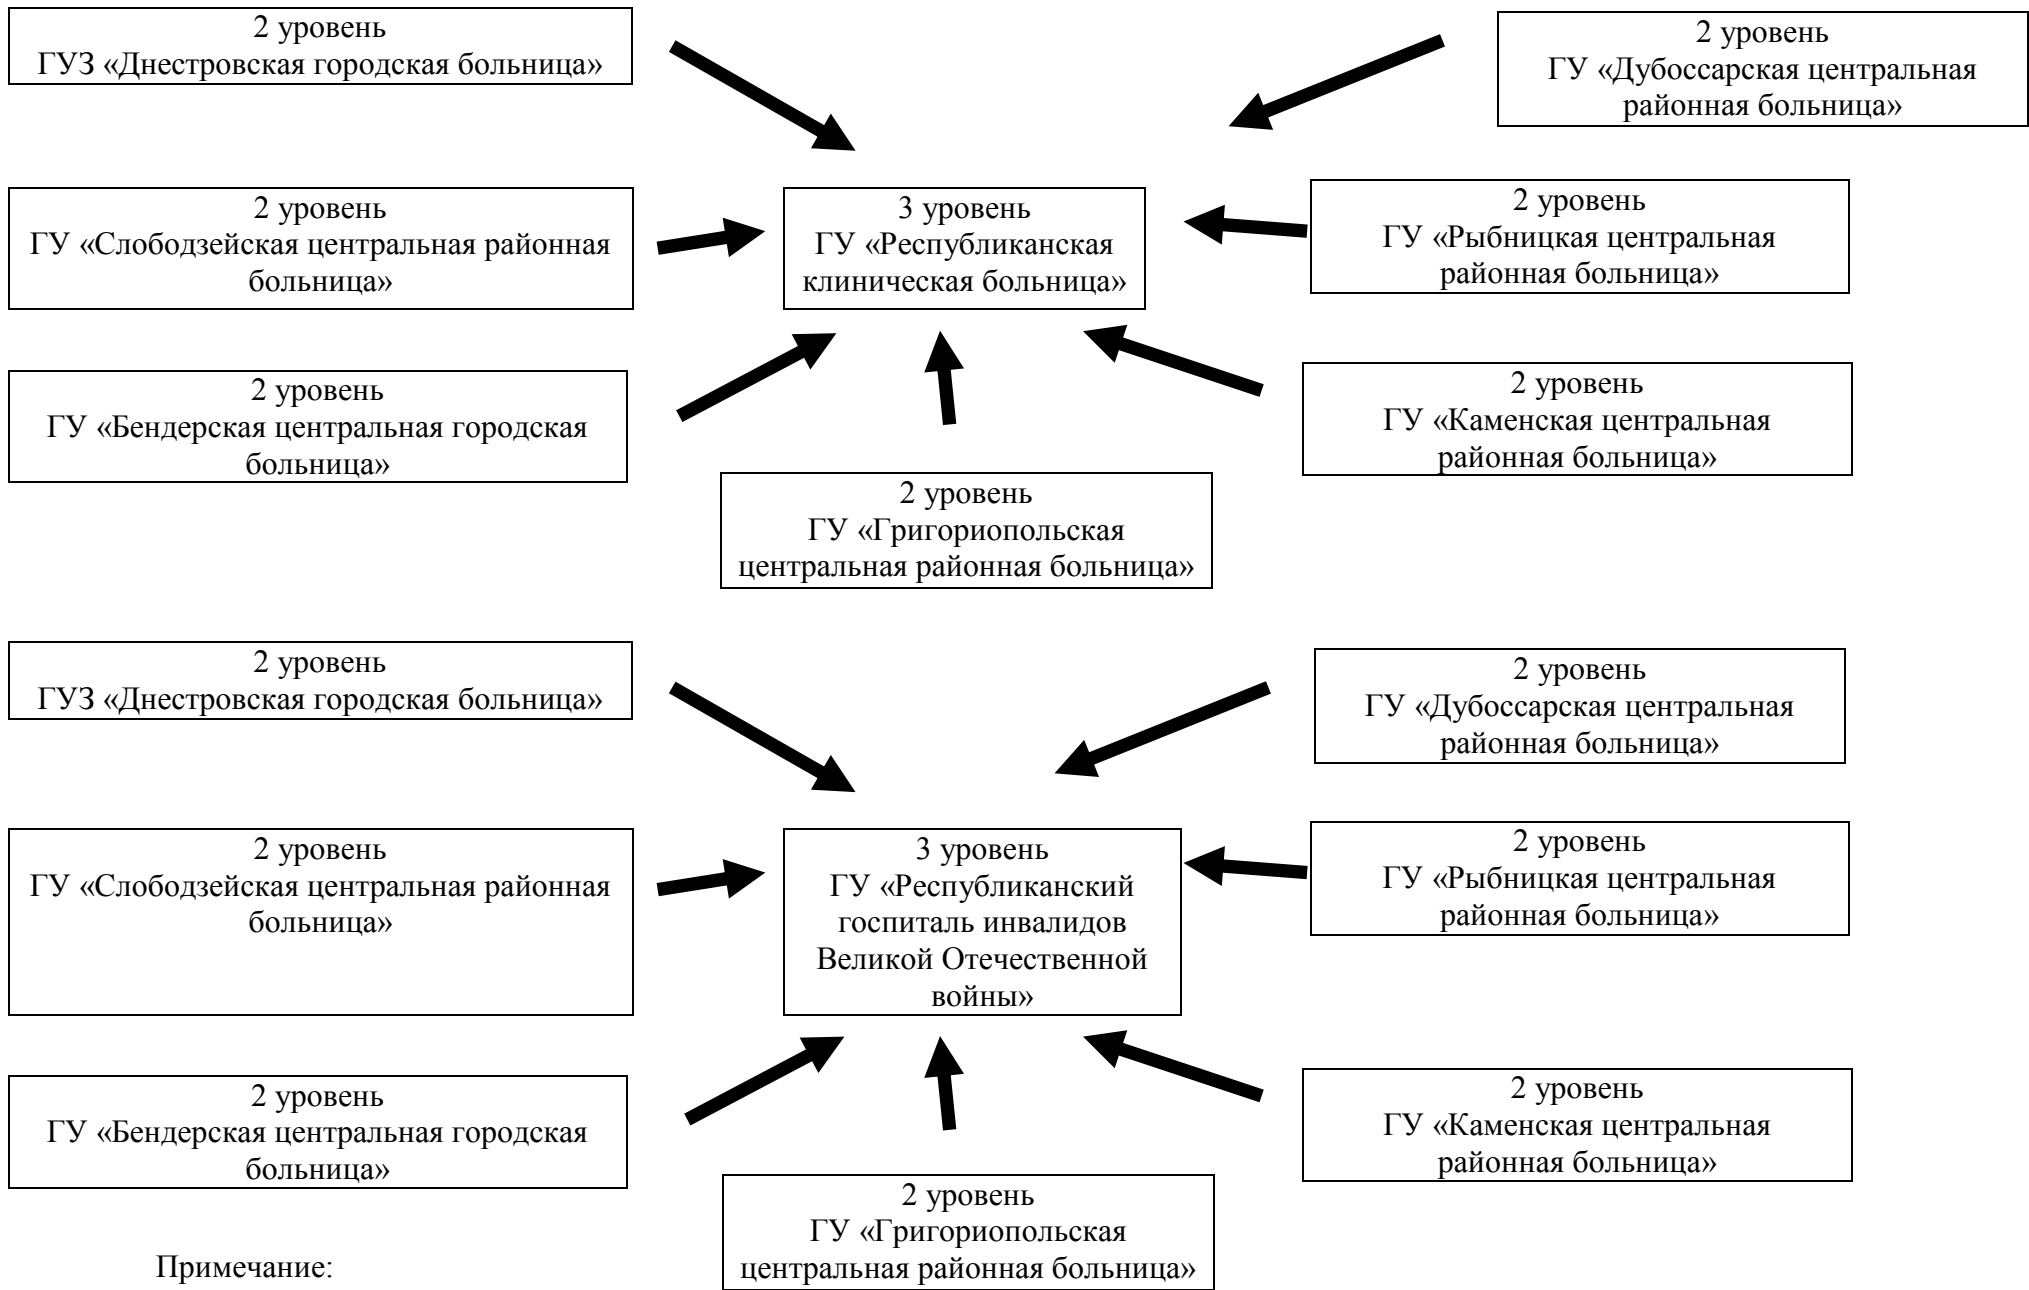 2 уровень
ГУЗ «Днестровская городская больница»
2 уровень
ГУ «Дубоссарская центральная
районная больница»
2 уровень
ГУ «Слободзейская центральная районная
больница»
3 уровень
ГУ «Республиканская
клиническая больница»
2 уровень
ГУ «Рыбницкая центральная
районная больница»
2 уровень
ГУ «Бендерская центральная городская
больница»
2 уровень
ГУ «Каменская центральная
районная больница»
2 уровень
ГУ «Григориопольская
центральная районная больница»
2 уровень
ГУЗ «Днестровская городская больница»
2 уровень
ГУ «Дубоссарская центральная
районная больница»
2 уровень
ГУ «Слободзейская центральная районная
больница»
3 уровень
ГУ «Республиканский
госпиталь инвалидов
Великой Отечественной
войны»
2 уровень
ГУ «Рыбницкая центральная
районная больница»
2 уровень
ГУ «Бендерская центральная городская
больница»
2 уровень
ГУ «Каменская центральная
районная больница»
2 уровень
ГУ «Григориопольская
центральная районная больница»
Примечание: